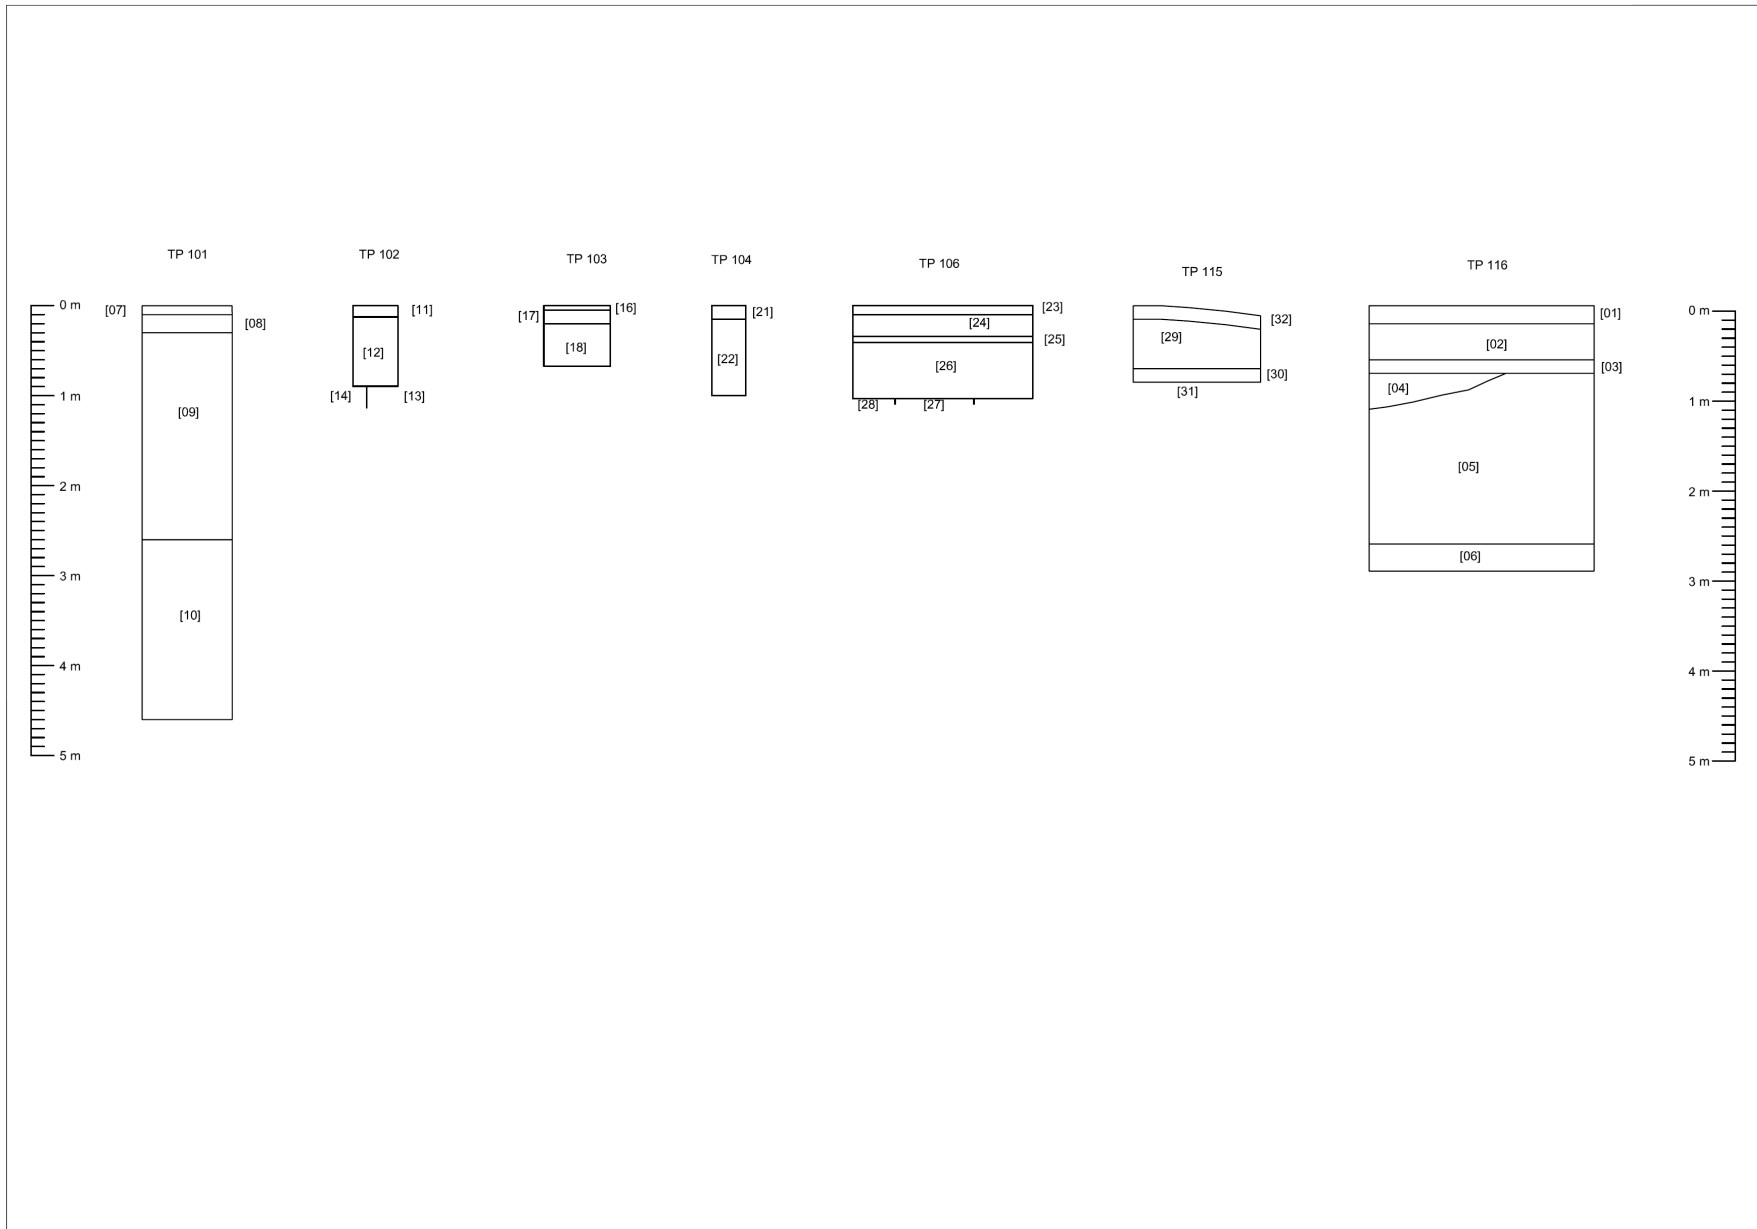 TP 101
TP 102
TP 103
TP 104
TP 106
TP 115
TP 116
0 m
1 m
2 m
3 m
4 m
5 m
[07]
[08]
[09]
[10]
[11]
[12]
[14]
[13]
[16]
[17]
[18]
[21]
[22]
[23]
[24]
[25]
[26]
[28]
[27]
[32]
[29]
[30]
[31]
[01]
[02]
[03]
[04]
[05]
[06]
0 m
1 m
2 m
3 m
4 m
5 m